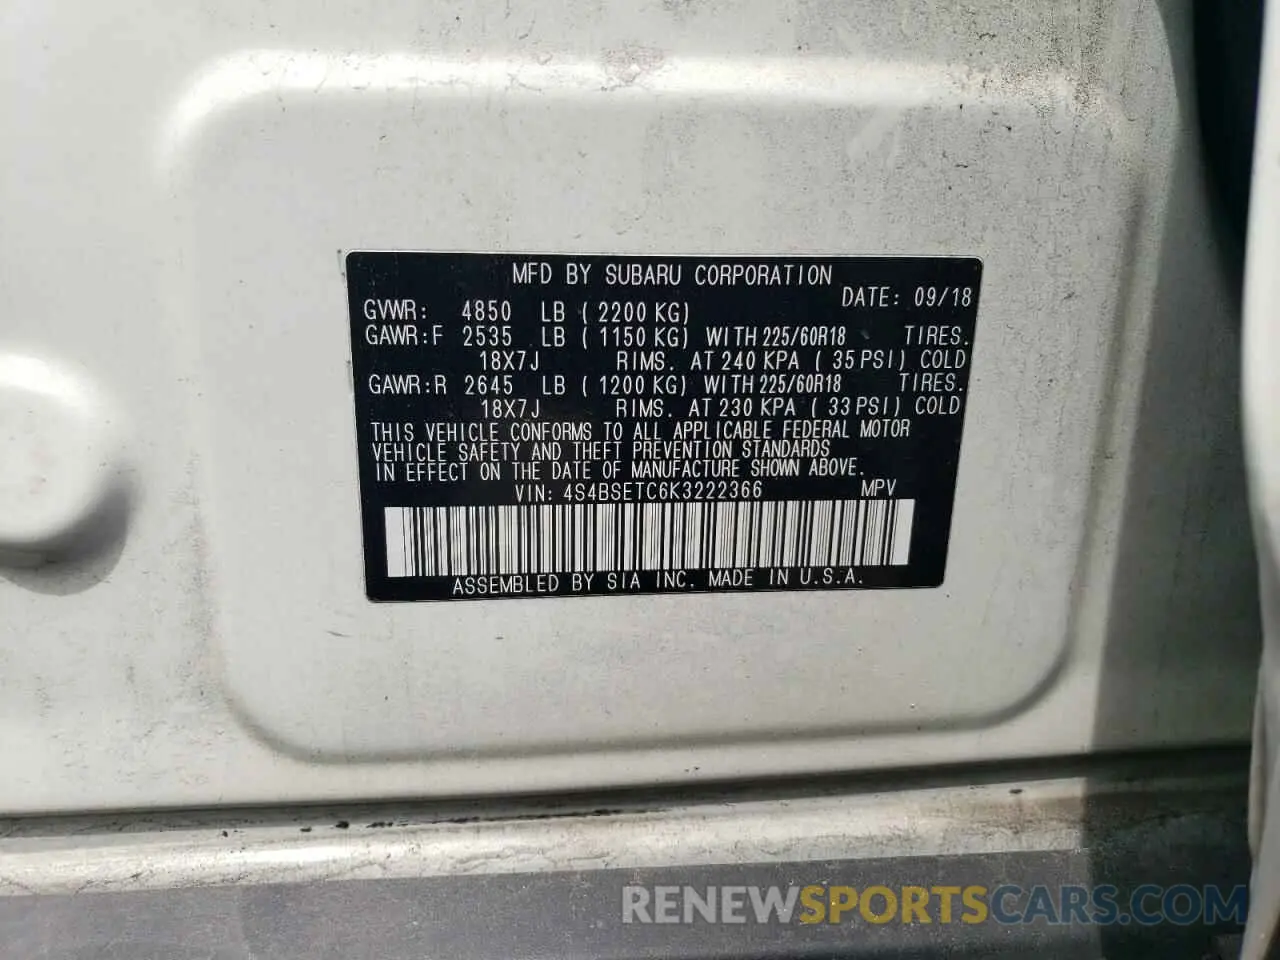 MFD BY SUBARU CORPORATION
DATE: 09/18
GVWR: 4850 LB ( 2200 KG)
GAWR:F 2535 LB ( 1150 KG) WITH 225/60R18 TIRES.
18X7J RIMS. AT 240 KPA ( 35 PSI) COLD
GAWR:R 2645 LB ( 1200 KG) WITH 225/60R18 TIRES.
18X7J RIMS. AT 230 KPA ( 33 PSI) COLD
THIS VEHICLE CONFORMS TO ALL APPLICABLE FEDERAL MOTOR
VEHICLE SAFETY AND THEFT PREVENTION STANDARDS
IN EFFECT ON THE DATE OF MANUFACTURE SHOWN ABOVE.
VIN: 4S4BSETC6K3222366 MPV
ASSEMBLED BY SIA INC. MADE IN U.S.A.
RENEWSPORTSCARS.COM